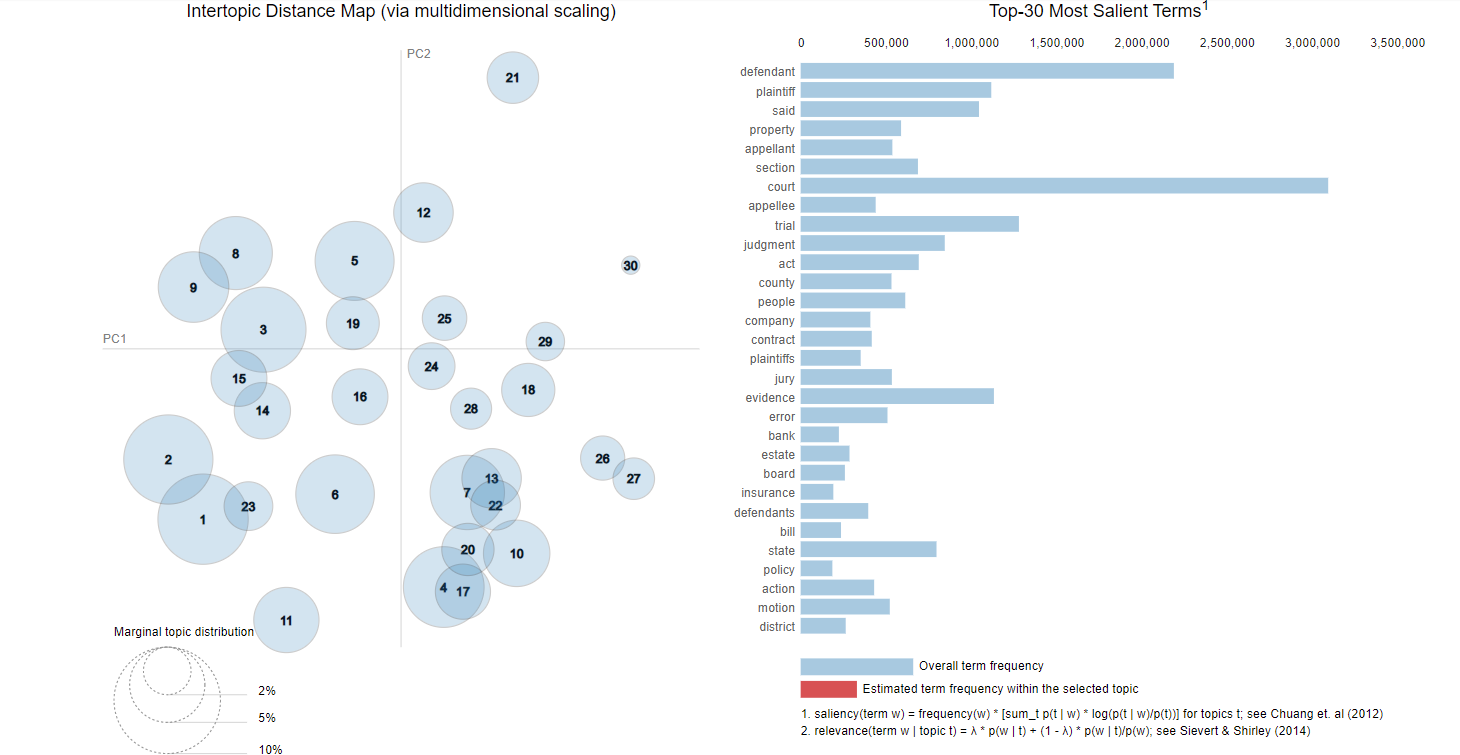 Intertopic Distance Map (via multidimensional scaling)
PC2
21
12
8
5
30
9
25
19
3
29
PC1
24
15
18
16
28
14
2
26
27
13
7
6
22
23
1
20
10
4
17
11
Marginal topic distribution
2%
5%
10%
Top-30 Most Salient Terms1
0 500,000 1,000,000 1,500,000 2,000,000 2,500,000 3,000,000 3,500,000
defendant
plaintiff
said
property
appellant
section
court
appellee
trial
judgment
act
county
people
company
contract
plaintiffs
jury
evidence
error
bank
estate
board
insurance
defendants
bill
state
policy
action
motion
district
Overall term frequency
Estimated term frequency within the selected topic
1. saliency(term w) = frequency(w) * [sum_t p(t | w) * log(p(t | w)/p(t))] for topics t; see Chuang et. al (2012)
2. relevance(term w | topic t) = λ * p(w | t) + (1 - λ) * p(w | t)/p(w); see Sievert & Shirley (2014)